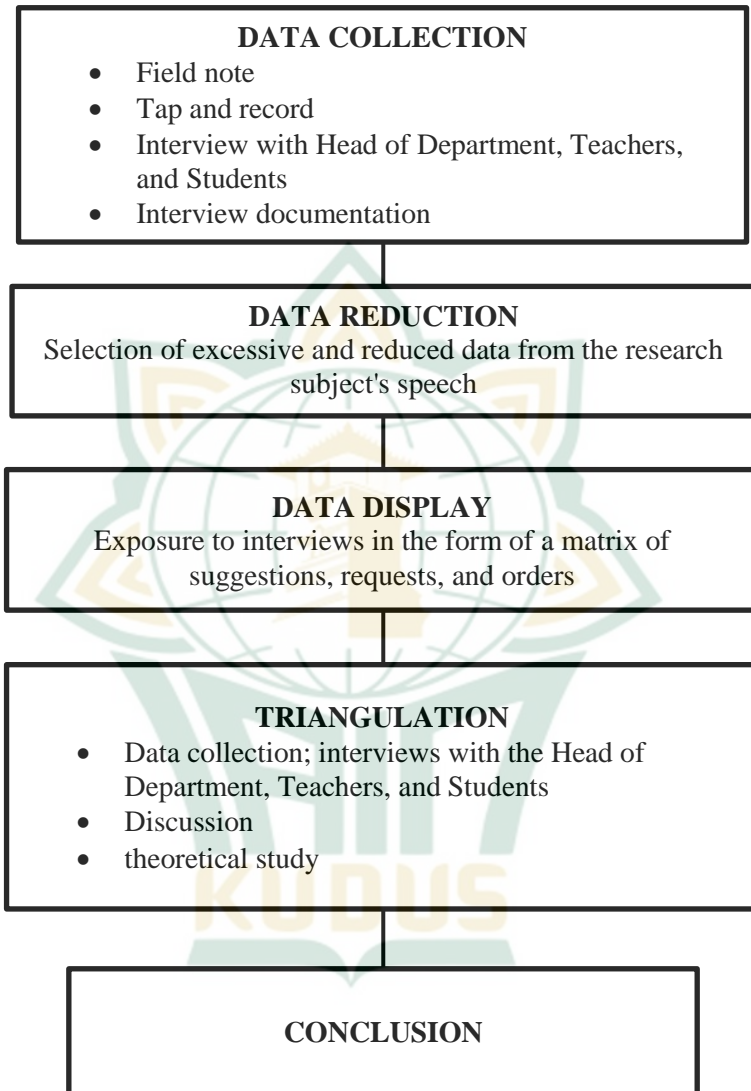 DATA COLLECTION
• Field note
• Tap and record
• Interview with Head of Department, Teachers,
and Students
• Interview documentation
DATA REDUCTION
Selection of excessive and reduced data from the research
subject's speech
DATA DISPLAY
Exposure to interviews in the form of a matrix of
suggestions, requests, and orders
TRIANGULATION
• Data collection; interviews with the Head of
Department, Teachers, and Students
• Discussion
• theoretical study
KUDUS
CONCLUSION